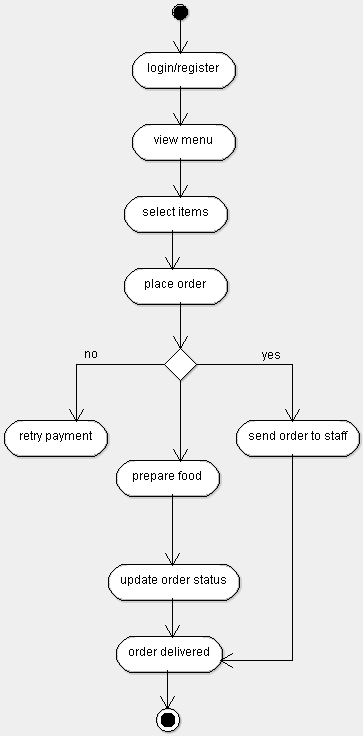 login/register
view menu
select items
place order
no
yes
retry payment
send order to staff
prepare food
update order status
order delivered